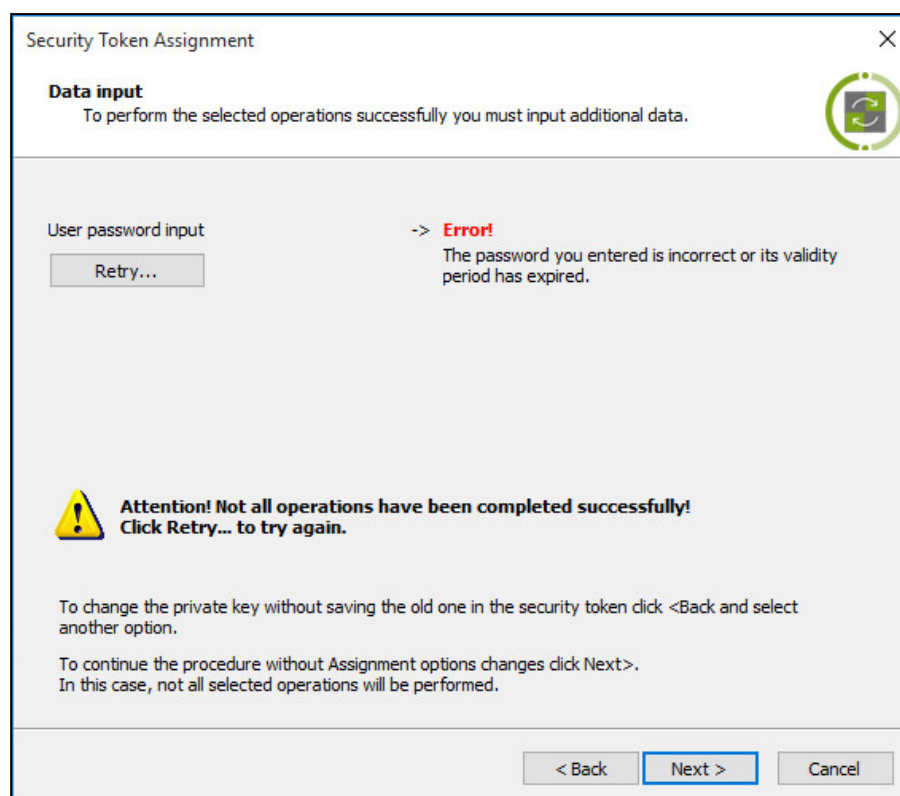 Security Token Assignment
Data input
To perform the selected operations successfully you must input additional data.
User password input
-> Error!
Retry...
The password you entered is incorrect or its validity
period has expired.
Attention! Not all operations have been completed successfully!
Click Retry... to try again.
To change the private key without saving the old one in the security token click <Back and select
another option.
To continue the procedure without Assignment options changes click Next>.
In this case, not all selected operations will be performed.
< Back
Next >
Cancel